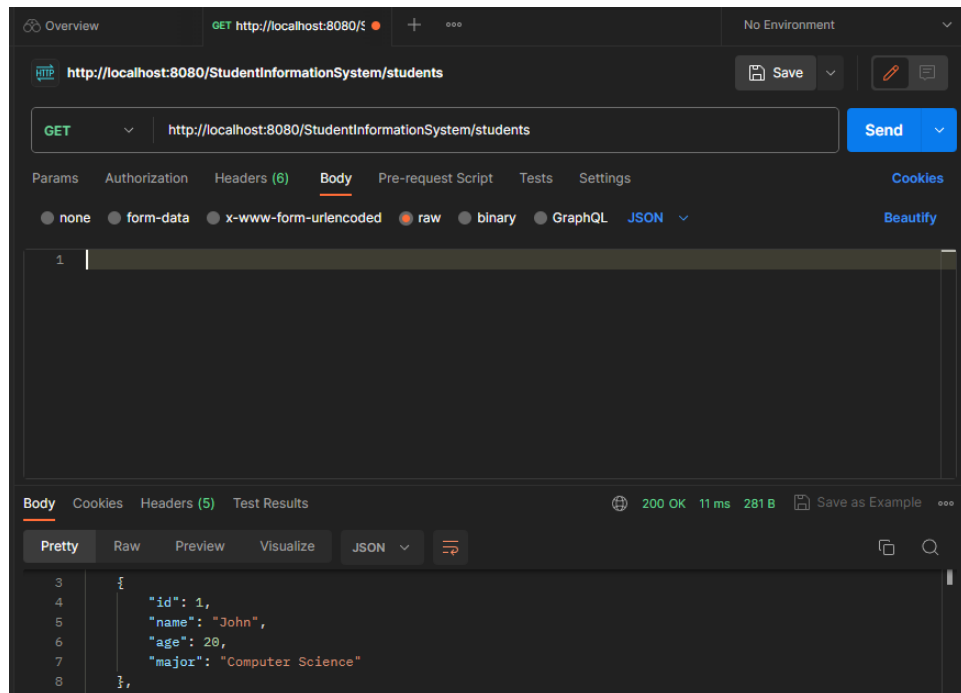 Overview GET http://localhost:8080/S No Environment
HTTP http://localhost:8080/StudentInformationSystem/students Save
GET http://localhost:8080/StudentInformationSystem/students Send
Params Authorization Headers (6) Body Pre-request Script Tests Settings Cookies
none form-data x-www-form-urlencoded raw binary GraphQL JSON Beautify
1
Body Cookies Headers (5) Test Results 200 OK 11 ms 281 B Save as Example
Pretty Raw Preview Visualize JSON
3 {
4 "id": 1,
5 "name": "John",
6 "age": 20,
7 "major": "Computer Science"
8 },